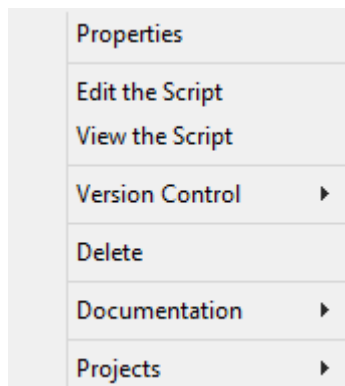 Properties
Edit the Script
View the Script
Version Control
Delete
Documentation
Projects